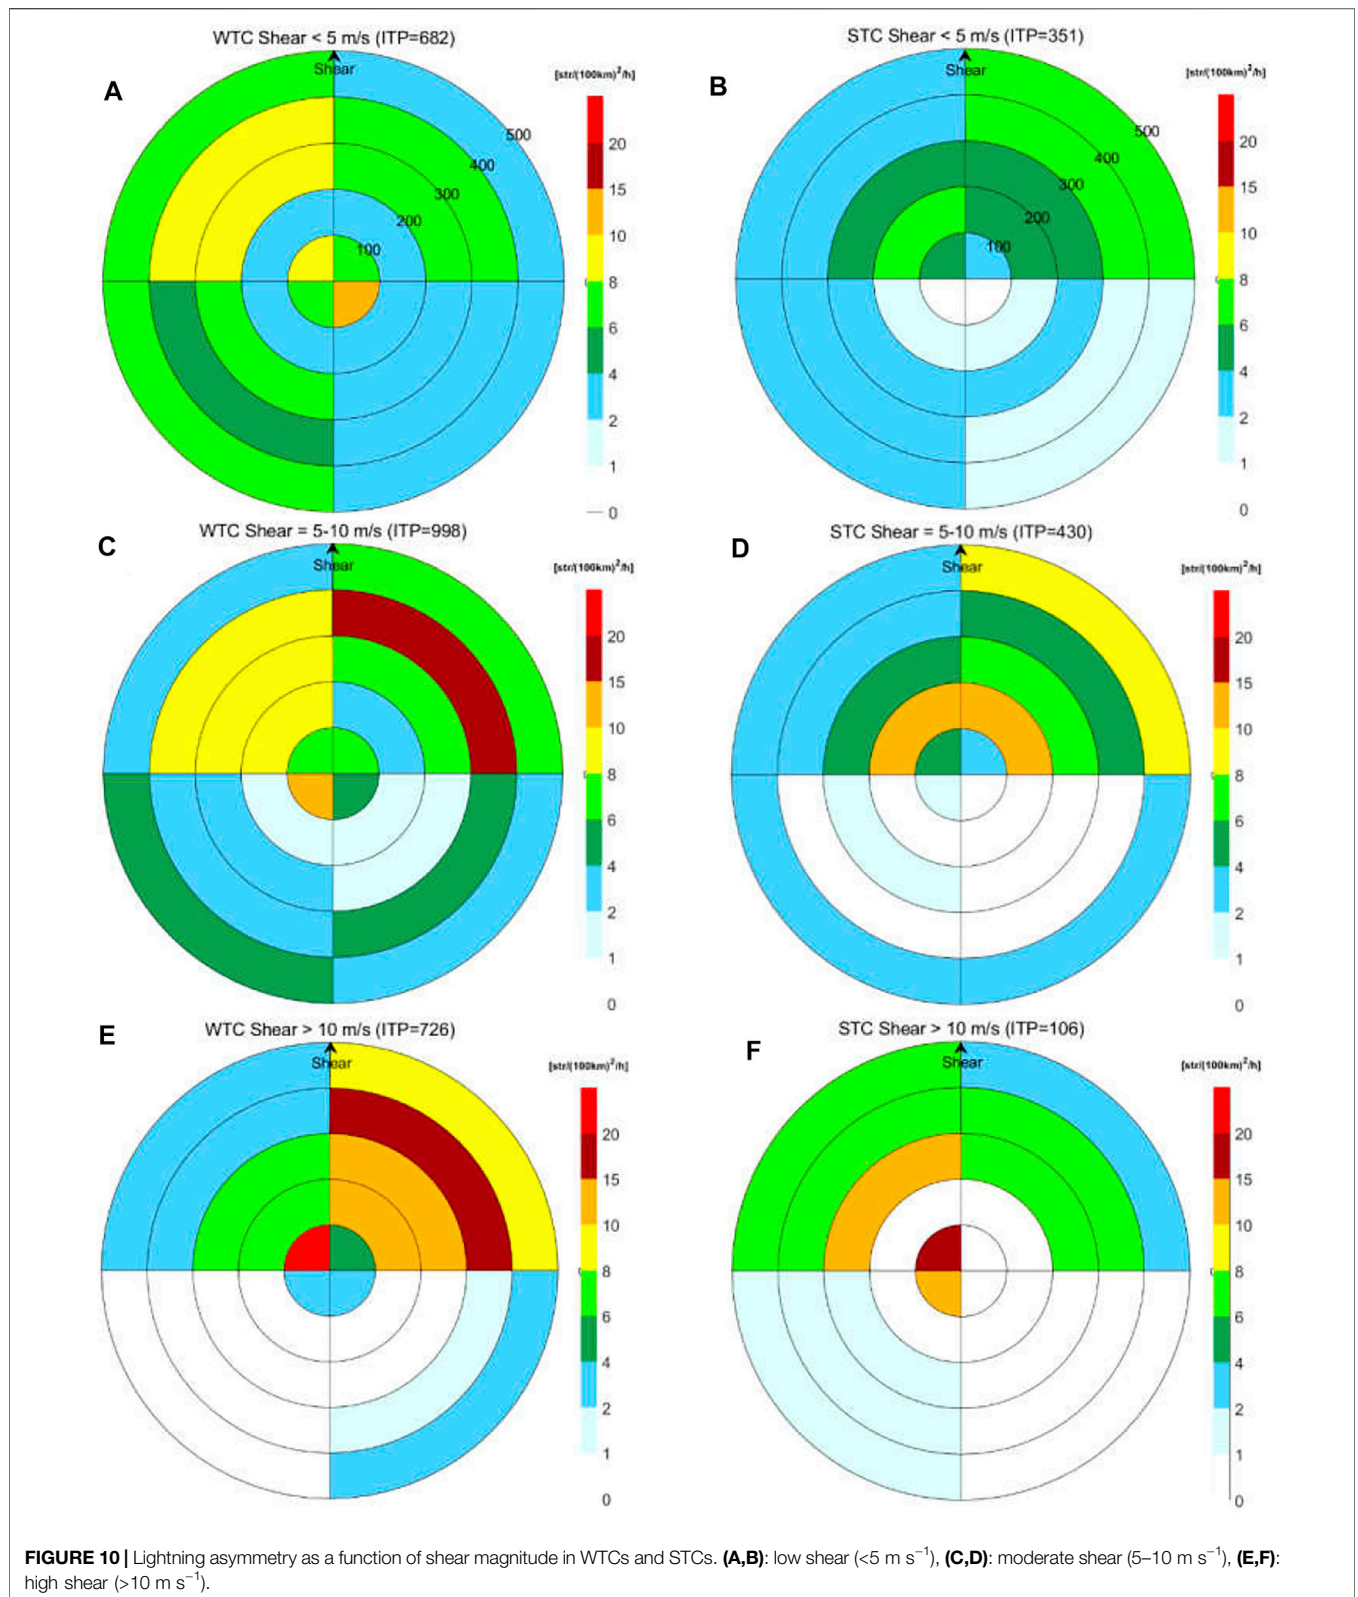 WTC Shear < 5 m/s (ITP=682)
A
Shear
[str/(100km)²/h]
500
400
300
200
100
20
15
10
8
6
4
2
1
0
STC Shear < 5 m/s (ITP=351)
B
Shear
[str/(100km)²/h]
500
400
300
200
100
20
15
10
8
6
4
2
1
0
WTC Shear = 5-10 m/s (ITP=998)
C
Shear
[str/(100km)²/h]
20
15
10
8
6
4
2
1
0
STC Shear = 5-10 m/s (ITP=430)
D
Shear
[str/(100km)²/h]
20
15
10
8
6
4
2
1
0
WTC Shear > 10 m/s (ITP=726)
E
Shear
[str/(100km)²/h]
20
15
10
8
6
4
2
1
0
STC Shear > 10 m/s (ITP=106)
F
Shear
[str/(100km)²/h]
20
15
10
8
6
4
2
1
0
FIGURE 10 | Lightning asymmetry as a function of shear magnitude in WTCs and STCs. (A,B): low shear (<5 m s⁻¹), (C,D): moderate shear (5–10 m s⁻¹), (E,F):
high shear (>10 m s⁻¹).